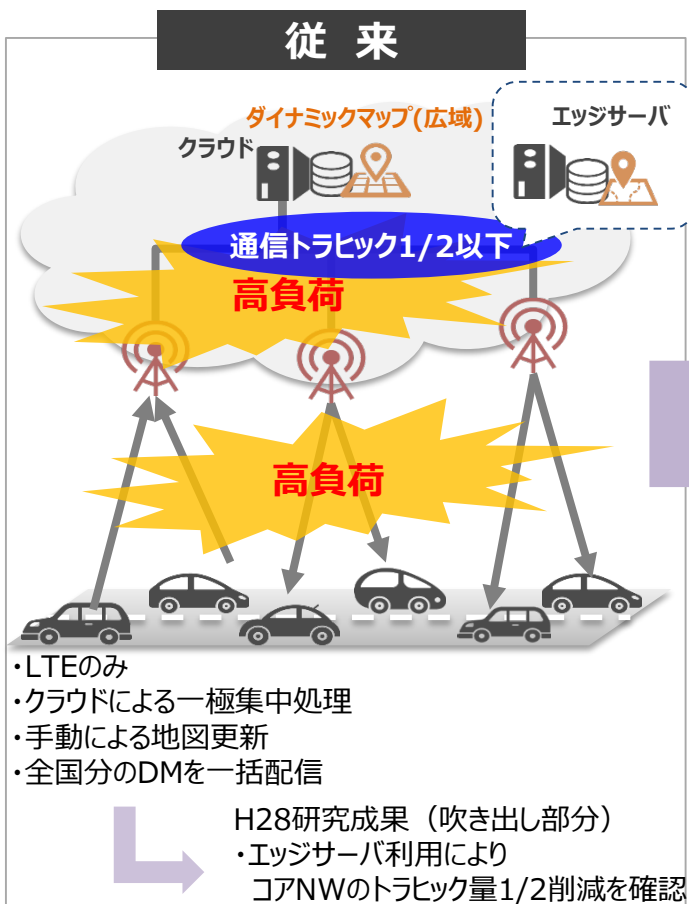 従 来
ダイナミックマップ(広域)
エッジサーバ
クラウド
通信トラヒック1/2以下
高負荷
高負荷
・LTEのみ
・クラウドによる一極集中処理
・手動による地図更新
・全国分のDMを一括配信
H28研究成果（吹き出し部分）
・エッジサーバ利用により
コアNWのトラヒック量1/2削減を確認